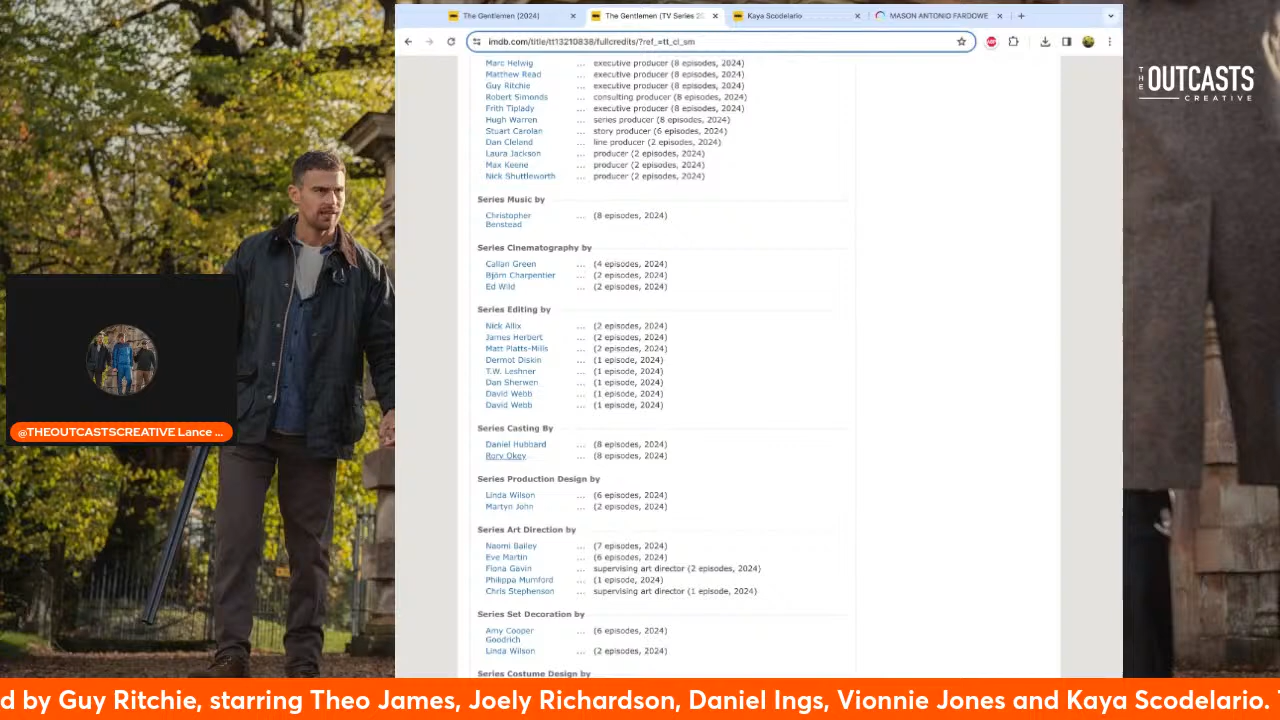 The Gentlemen (2024)
The Gentlemen (TV Series 20
Kaya Scodelario
MASON ANTONIO FARDOWE
imdb.com/title/tt13210838/fullcredits/?ref_=tt_cl_sm
THE OUTCASTS
CREATIVE
Marc Helwig ... executive producer (8 episodes, 2024)
Matthew Read ... executive producer (8 episodes, 2024)
Guy Ritchie ... executive producer (8 episodes, 2024)
Robert Simonds ... consulting producer (8 episodes, 2024)
Frith Tiplady ... executive producer (8 episodes, 2024)
Hugh Warren ... series producer (8 episodes, 2024)
Stuart Carolan ... story producer (6 episodes, 2024)
Dan Cleland ... line producer (2 episodes, 2024)
Laura Jackson ... producer (2 episodes, 2024)
Max Keene ... producer (2 episodes, 2024)
Nick Shuttleworth ... producer (2 episodes, 2024)
Series Music by
Christopher ... (8 episodes, 2024)
Benstead
Series Cinematography by
Callan Green ... (4 episodes, 2024)
Björn Charpentier ... (2 episodes, 2024)
Ed Wild ... (2 episodes, 2024)
Series Editing by
Nick Allix ... (2 episodes, 2024)
James Herbert ... (2 episodes, 2024)
Matt Platts-Mills ... (2 episodes, 2024)
Dermot Diskin ... (1 episode, 2024)
T.W. Leshner ... (1 episode, 2024)
Dan Sherwen ... (1 episode, 2024)
David Webb ... (1 episode, 2024)
David Webb ... (1 episode, 2024)
Series Casting By
Daniel Hubbard ... (8 episodes, 2024)
Rory Okey ... (8 episodes, 2024)
Series Production Design by
Linda Wilson ... (6 episodes, 2024)
Martyn John ... (2 episodes, 2024)
Series Art Direction by
Naomi Bailey ... (7 episodes, 2024)
Eve Martin ... (6 episodes, 2024)
Fiona Gavin ... supervising art director (2 episodes, 2024)
Philippa Mumford ... (1 episode, 2024)
Chris Stephenson ... supervising art director (1 episode, 2024)
Series Set Decoration by
Amy Cooper ... (6 episodes, 2024)
Goodrich
Linda Wilson ... (2 episodes, 2024)
Series Costume Design by
@THEOUTCASTSCREATIVE Lance ...
d by Guy Ritchie, starring Theo James, Joely Richardson, Daniel Ings, Vionnie Jones and Kaya Scodelario.